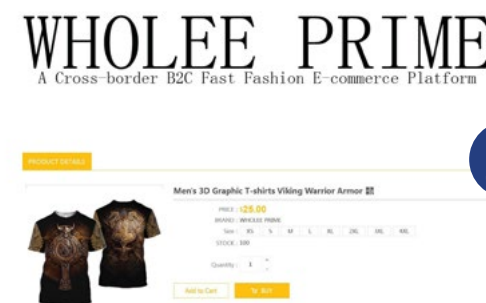 WHOLEE PRIME
A Cross-border B2C Fast Fashion E-commerce Platform
PRODUCT DETAILS
Men's 3D Graphic T-shirts Viking Warrior Armor
PRICE : $25.00
BRAND : WHOLEE PRIME
Size : XS S M L XL 2XL 3XL 4XL
STOCK : 100
Quantity : 1
Add to Cart
BUY